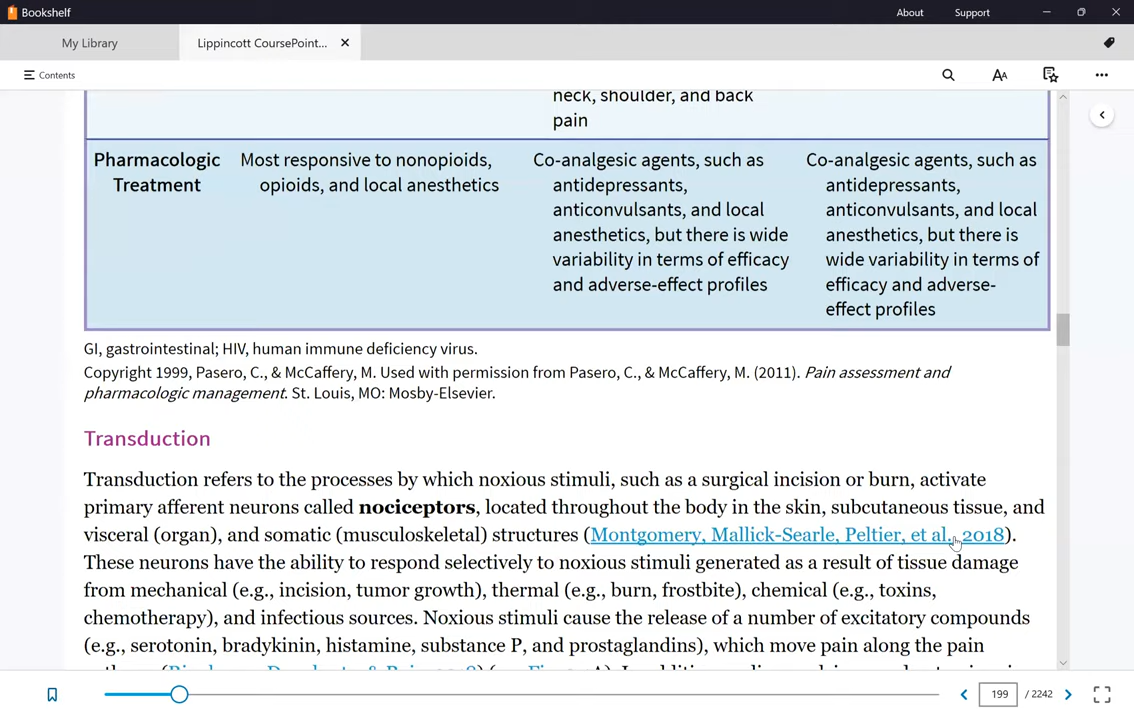 Bookshelf
About
Support
My Library
Lippincott CoursePoint...
Contents
AA
neck, shoulder, and back
pain
Pharmacologic
Treatment
Most responsive to nonopioids,
opioids, and local anesthetics
Co-analgesic agents, such as
antidepressants,
anticonvulsants, and local
anesthetics, but there is wide
variability in terms of efficacy
and adverse-effect profiles
Co-analgesic agents, such as
antidepressants,
anticonvulsants, and local
anesthetics, but there is
wide variability in terms of
efficacy and adverse-
effect profiles
GI, gastrointestinal; HIV, human immune deficiency virus.
Copyright 1999, Pasero, C., & McCaffery, M. Used with permission from Pasero, C., & McCaffery, M. (2011). Pain assessment and
pharmacologic management. St. Louis, MO: Mosby-Elsevier.
Transduction
Transduction refers to the processes by which noxious stimuli, such as a surgical incision or burn, activate
primary afferent neurons called nociceptors, located throughout the body in the skin, subcutaneous tissue, and
visceral (organ), and somatic (musculoskeletal) structures (Montgomery, Mallick-Searle, Peltier, et al., 2018).
These neurons have the ability to respond selectively to noxious stimuli generated as a result of tissue damage
from mechanical (e.g., incision, tumor growth), thermal (e.g., burn, frostbite), chemical (e.g., toxins,
chemotherapy), and infectious sources. Noxious stimuli cause the release of a number of excitatory compounds
(e.g., serotonin, bradykinin, histamine, substance P, and prostaglandins), which move pain along the pain
199
/ 2242